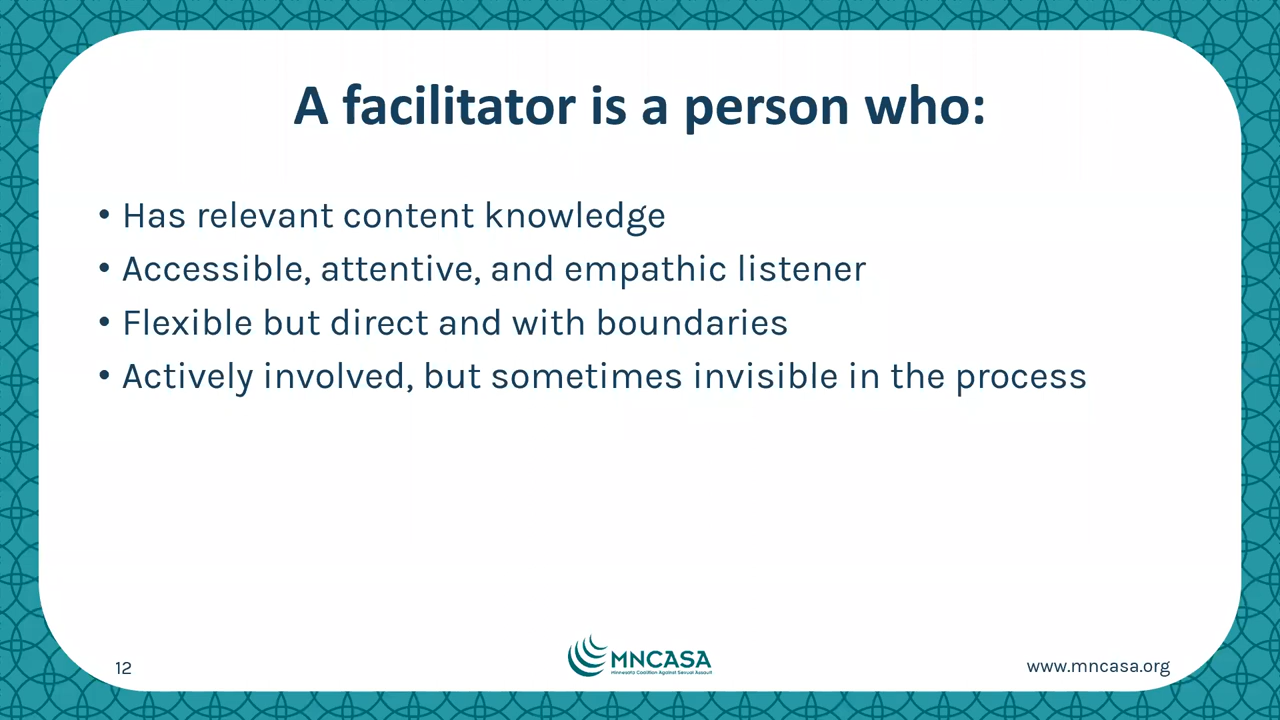 A facilitator is a person who:
• Has relevant content knowledge
• Accessible, attentive, and empathic listener
• Flexible but direct and with boundaries
• Actively involved, but sometimes invisible in the process
12
MNCASA
Minnesota Coalition Against Sexual Assault
www.mncasa.org